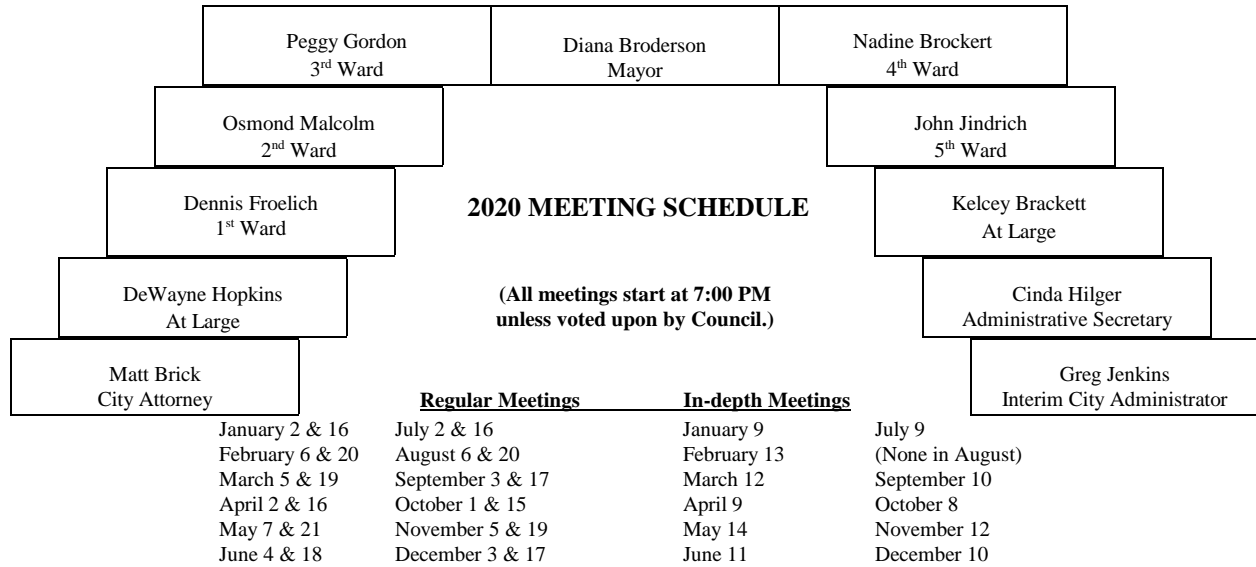 Peggy Gordon
3rd Ward
Diana Broderson
Mayor
Nadine Brockert
4th Ward
Osmond Malcolm
2nd Ward
John Jindrich
5th Ward
Dennis Froelich
1st Ward
2020 MEETING SCHEDULE
Kelcey Brackett
At Large
DeWayne Hopkins
At Large
(All meetings start at 7:00 PM
unless voted upon by Council.)
Cinda Hilger
Administrative Secretary
Matt Brick
City Attorney
Greg Jenkins
Interim City Administrator
Regular Meetings In-depth Meetings
January 2 & 16 July 2 & 16 January 9 July 9
February 6 & 20 August 6 & 20 February 13 (None in August)
March 5 & 19 September 3 & 17 March 12 September 10
April 2 & 16 October 1 & 15 April 9 October 8
May 7 & 21 November 5 & 19 May 14 November 12
June 4 & 18 December 3 & 17 June 11 December 10